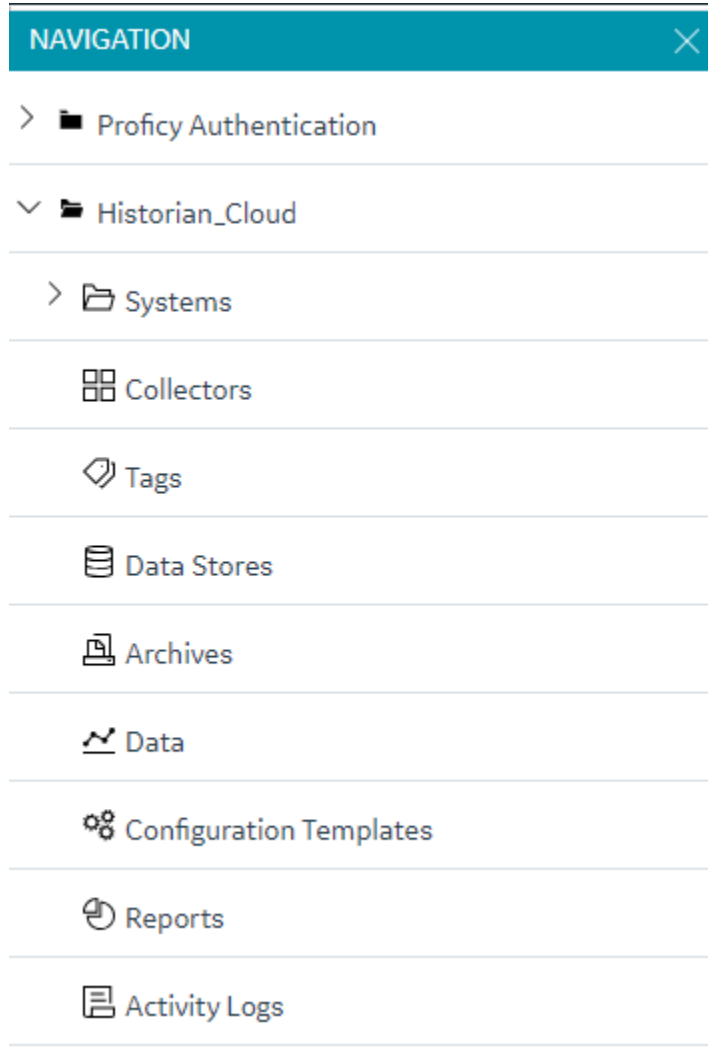 NAVIGATION
Proficy Authentication
Historian_Cloud
Systems
Collectors
Tags
Data Stores
Archives
Data
Configuration Templates
Reports
Activity Logs